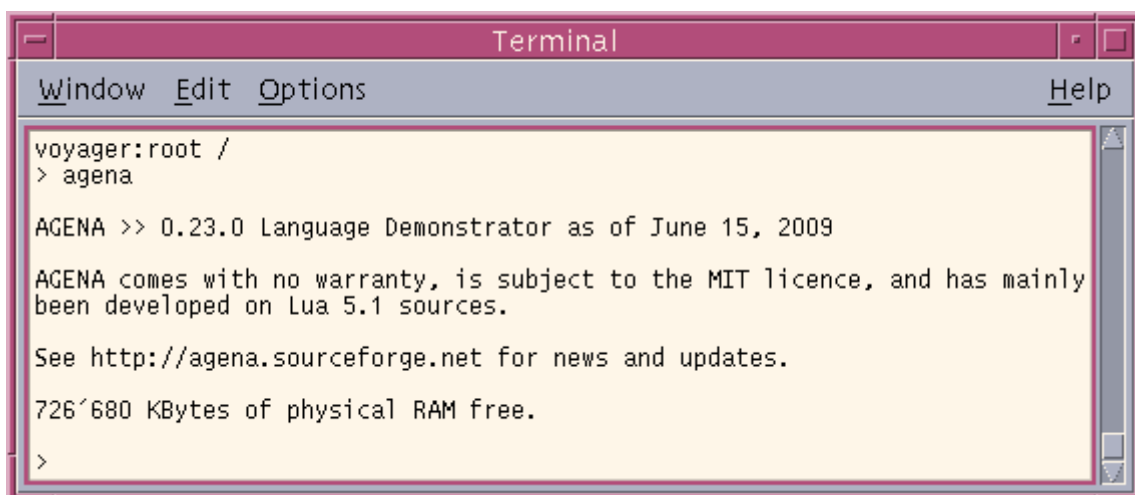 Terminal
Window Edit Options Help
voyager:root /
> agena
AGENA >> 0.23.0 Language Demonstrator as of June 15, 2009
AGENA comes with no warranty, is subject to the MIT licence, and has mainly
been developed on Lua 5.1 sources.
See http://agena.sourceforge.net for news and updates.
726´680 KBytes of physical RAM free.
>